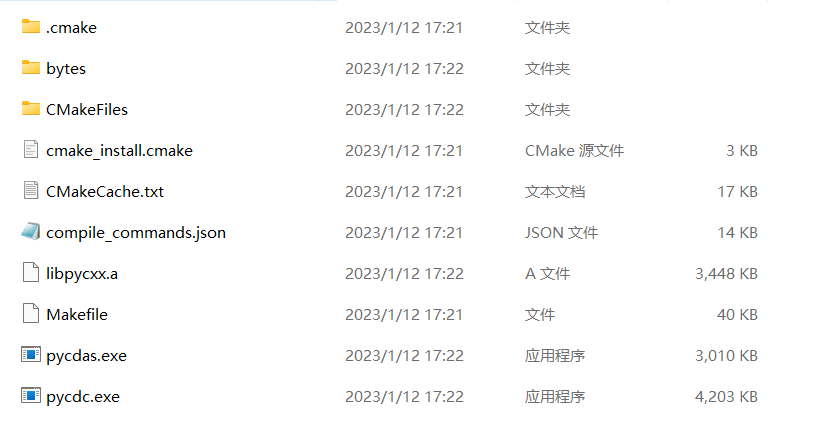 .cmake 2023/1/12 17:21 文件夹
bytes 2023/1/12 17:22 文件夹
CMakeFiles 2023/1/12 17:22 文件夹
cmake_install.cmake 2023/1/12 17:21 CMake 源文件 3 KB
CMakeCache.txt 2023/1/12 17:21 文本文档 17 KB
compile_commands.json 2023/1/12 17:21 JSON 文件 14 KB
libpycxx.a 2023/1/12 17:22 A 文件 3,448 KB
Makefile 2023/1/12 17:21 文件 40 KB
pycdas.exe 2023/1/12 17:22 应用程序 3,010 KB
pycdc.exe 2023/1/12 17:22 应用程序 4,203 KB